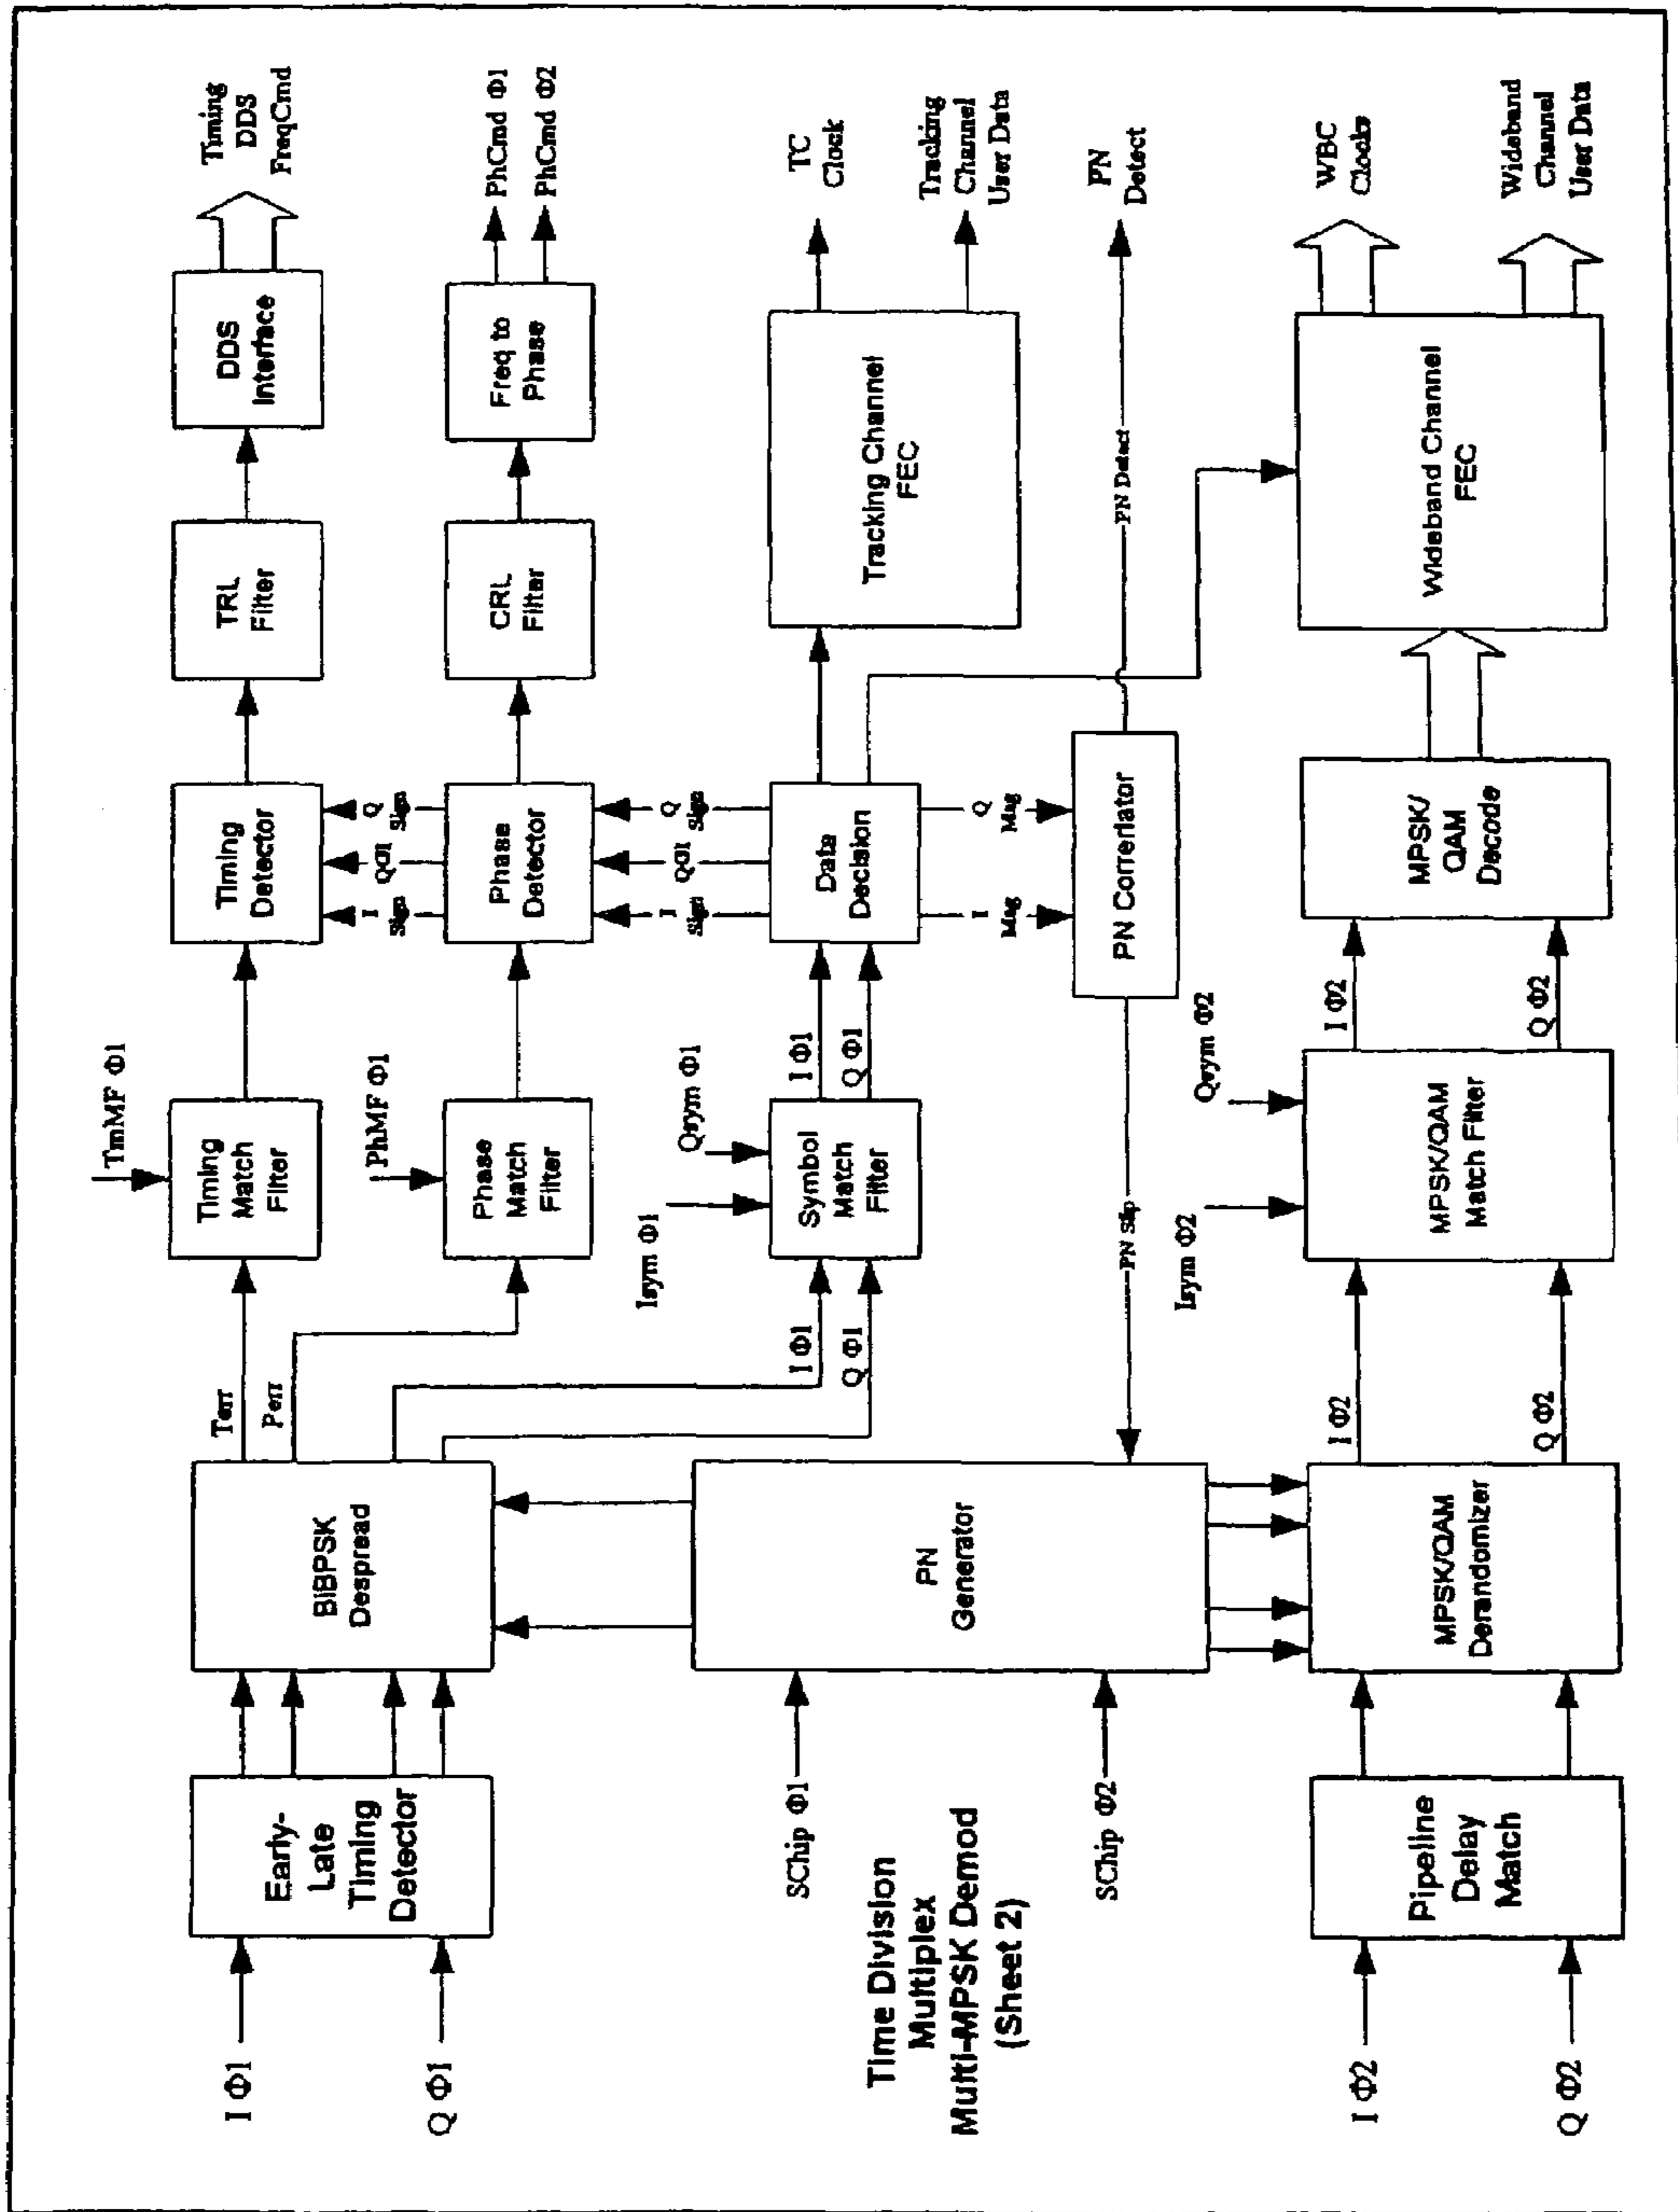 I Φ1
Q Φ1
Early-
Late
Timing
Detector
BIBPSK
Despread
Terr
Perr
TmMF Φ1
Timing
Match
Filter
Timing
Detector
TRL
Filter
DDS
Interface
Timing
DDS
FreqCmd
PhMF Φ1
Phase
Match
Filter
I
Sign
QOI
Q
Sign
Phase
Detector
CRL
Filter
Freq to
Phase
PhCmd Φ1
PhCmd Φ2
I Φ1
Q Φ1
Isym Φ1
Qsym Φ1
Symbol
Match
Filter
I Φ1
Q Φ1
I
Sign
QOI
Q
Sign
Data
Decision
Tracking Channel
FEC
TC
Clock
Tracking
Channel
User Data
SChip Φ1
SChip Φ2
PN
Generator
PN Slip
I
Mag
Q
Mag
PN Correrlator
PN Detect
PN
Detect
Time Division
Multiplex
Multi-MPSK Demod
(Sheet 2)
I Φ2
Q Φ2
Pipeline
Delay
Match
MPSK/QAM
Derandomizer
I Φ2
Q Φ2
Isym Φ2
Qsym Φ2
MPSK/QAM
Match Filter
I Φ2
Q Φ2
MPSK/
QAM
Decode
Wideband Channel
FEC
WBC
Clocks
Wideband
Channel
User Data